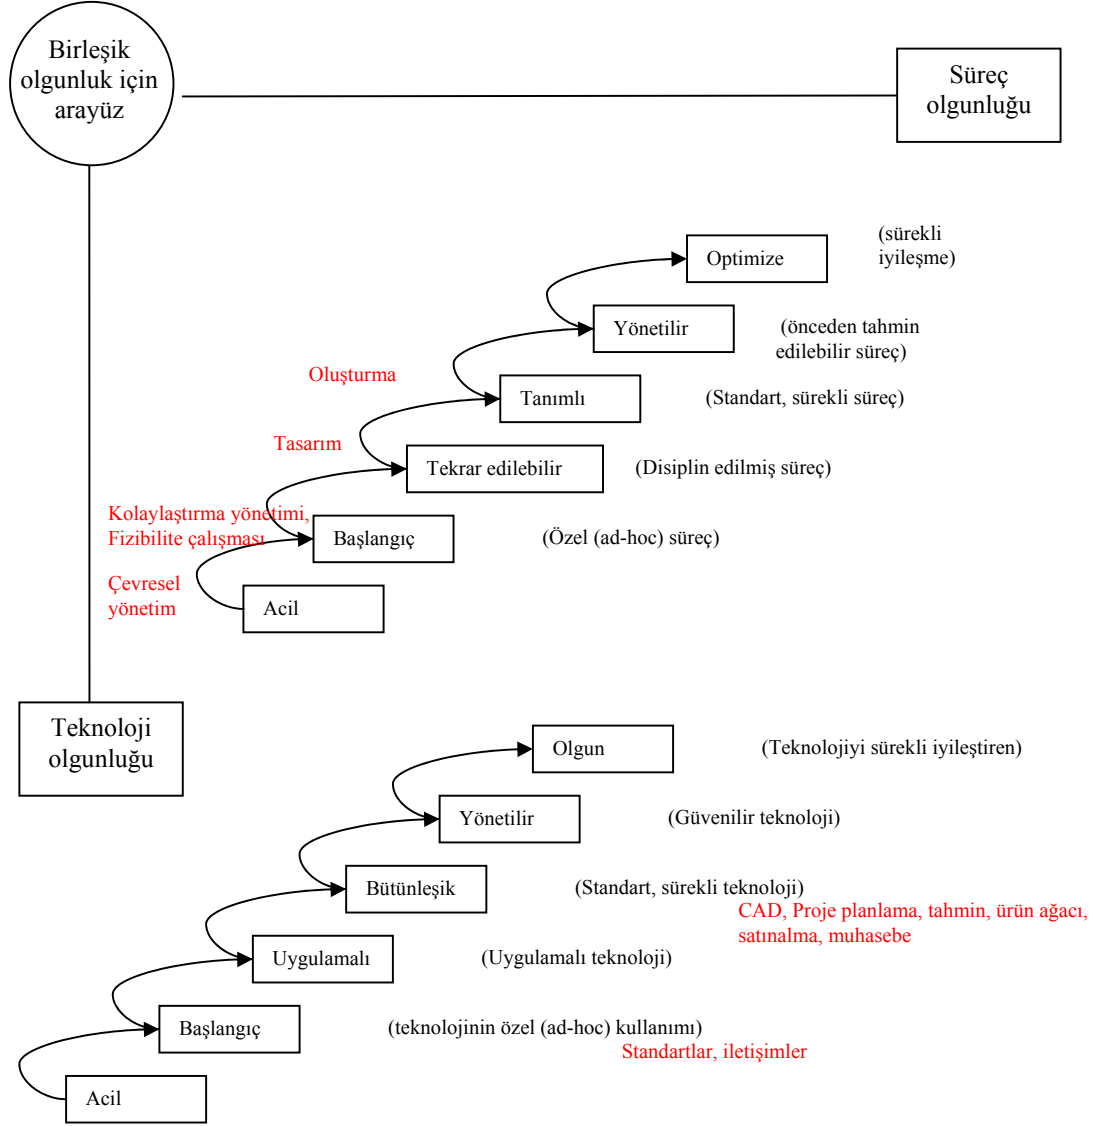 Birleşik
olgunluk için
arayüz
Süreç
olgunluğu
(sürekli
iyileşme)
Optimize
Yönetilir
(önceden tahmin
edilebilir süreç)
Oluşturma
Tanımlı
(Standart, sürekli süreç)
Tasarım
Tekrar edilebilir
(Disiplin edilmiş süreç)
Kolaylaştırma yönetimi,
Fizibilite çalışması
Başlangıç
(Özel (ad-hoc) süreç)
Çevresel
yönetim
Acil
Teknoloji
olgunluğu
Olgun
(Teknolojiyi sürekli iyileştiren)
Yönetilir
(Güvenilir teknoloji)
Bütünleşik
(Standart, sürekli teknoloji)
CAD, Proje planlama, tahmin, ürün ağacı,
satınalma, muhasebe
Uygulamalı
(Uygulamalı teknoloji)
Başlangıç
(teknolojinin özel (ad-hoc) kullanımı)
Standartlar, iletişimler
Acil